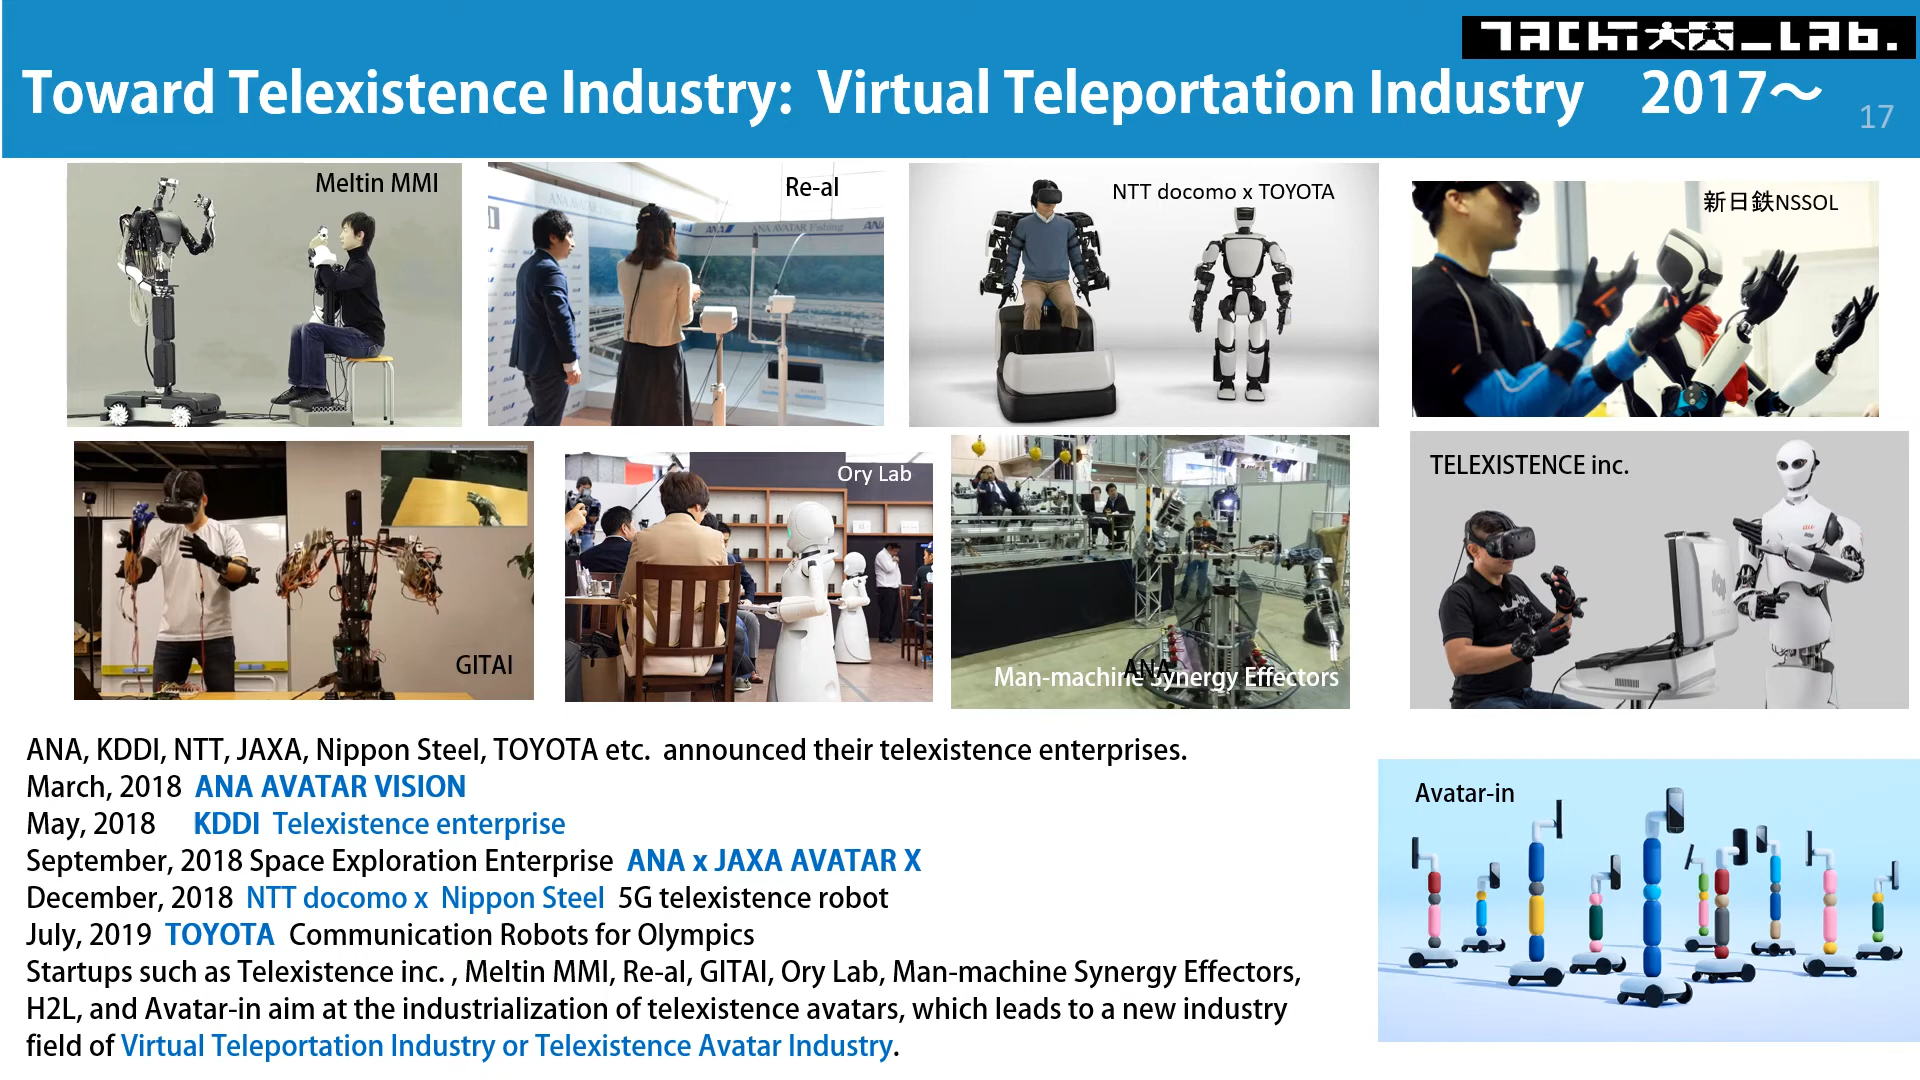 TACHI_LAB.
Toward Telexistence Industry: Virtual Teleportation Industry 2017～
17
Meltin MMI
Re-al
ANA AVATAR Fishing
ANA
NTT docomo x TOYOTA
新日鉄NSSOL
GITAI
Ory Lab
ANA
Man-machine Synergy Effectors
TELEXISTENCE inc.
au
ANA, KDDI, NTT, JAXA, Nippon Steel, TOYOTA etc. announced their telexistence enterprises.
March, 2018 ANA AVATAR VISION
May, 2018 KDDI Telexistence enterprise
September, 2018 Space Exploration Enterprise ANA x JAXA AVATAR X
December, 2018 NTT docomo x Nippon Steel 5G telexistence robot
July, 2019 TOYOTA Communication Robots for Olympics
Startups such as Telexistence inc. , Meltin MMI, Re-al, GITAI, Ory Lab, Man-machine Synergy Effectors,
H2L, and Avatar-in aim at the industrialization of telexistence avatars, which leads to a new industry
field of Virtual Teleportation Industry or Telexistence Avatar Industry.
Avatar-in